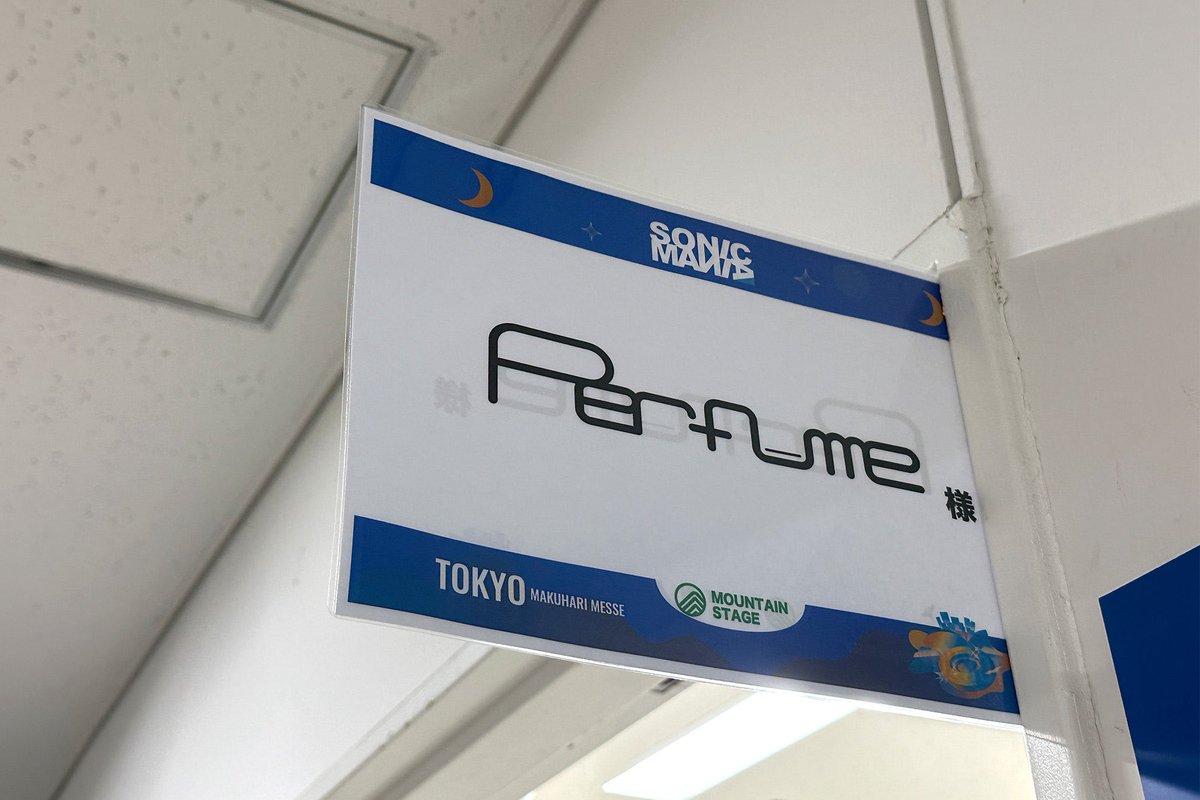 SONIC
MANIA
Perfume
様
TOKYO MAKUHARI MESSE
MOUNTAIN
STAGE